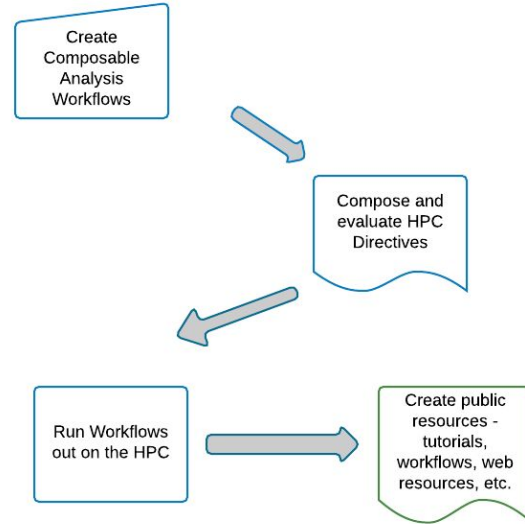 Create
Composable
Analysis
Workflows
Compose and
evaluate HPC
Directives
Run Workflows
out on the HPC
Create public
resources -
tutorials,
workflows, web
resources, etc.